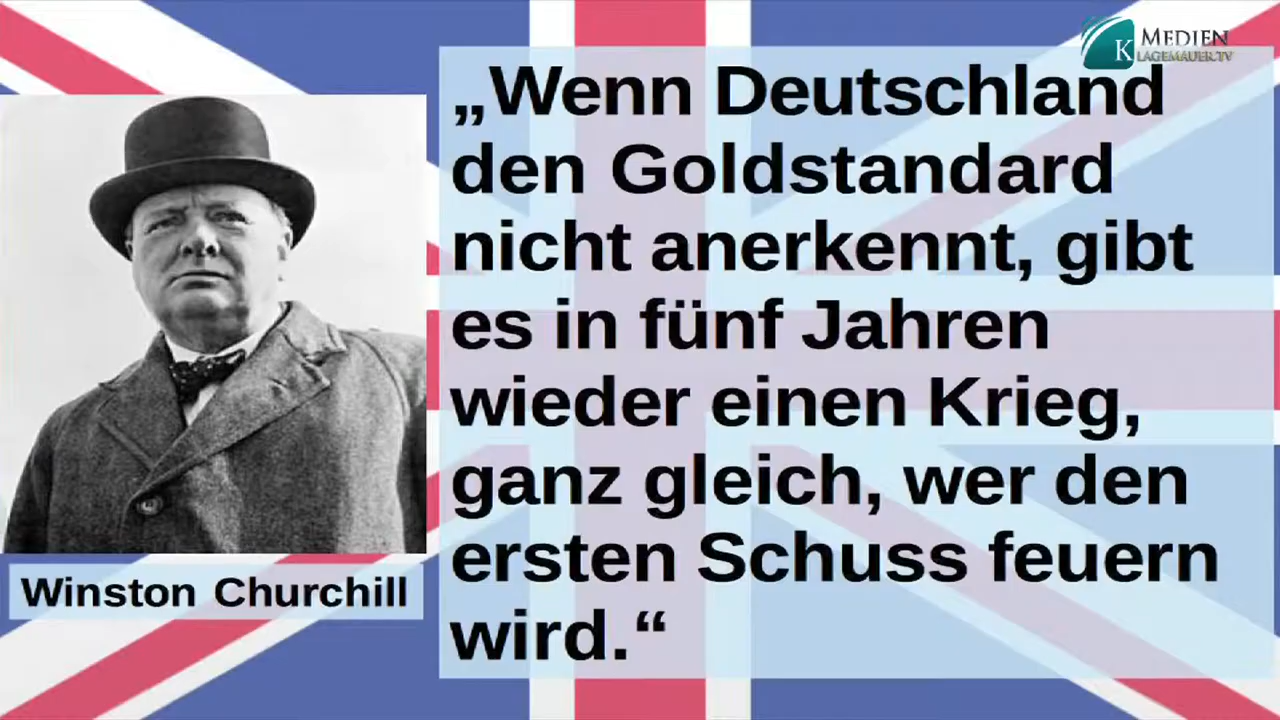 MEDIEN
KLAGEMAUER.TV
„Wenn Deutschland
den Goldstandard
nicht anerkennt, gibt
es in fünf Jahren
wieder einen Krieg,
ganz gleich, wer den
ersten Schuss feuern
wird.“
Winston Churchill